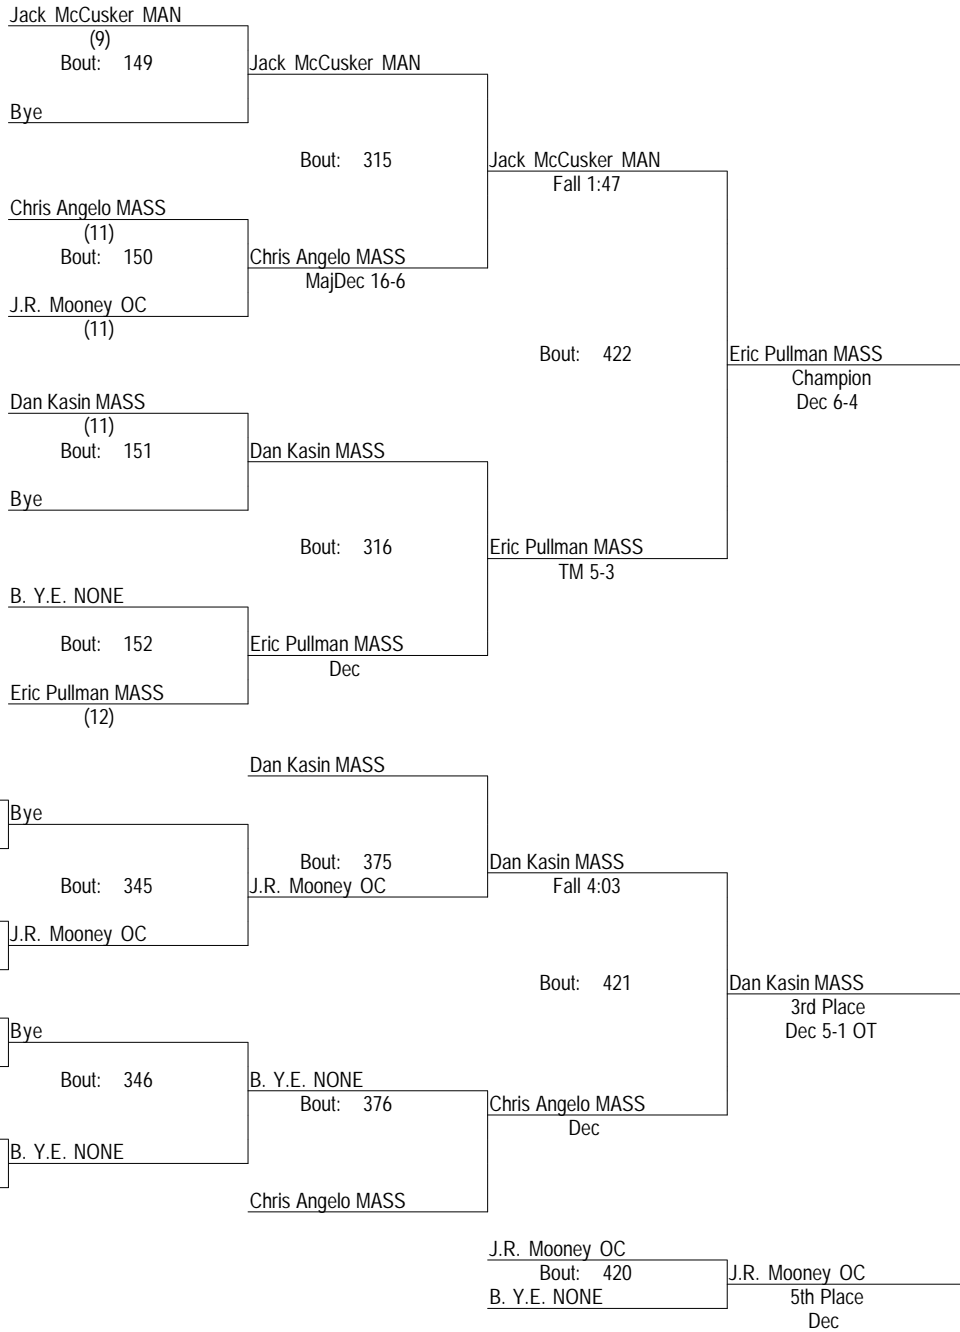 Jack McCusker MAN
(9)
Bout: 149
Jack McCusker MAN
Bye
Bout: 315
Jack McCusker MAN
Fall 1:47
Chris Angelo MASS
(11)
Bout: 150
Chris Angelo MASS
MajDec 16-6
J.R. Mooney OC
(11)
Bout: 422
Eric Pullman MASS
Champion
Dec 6-4
Dan Kasin MASS
(11)
Bout: 151
Dan Kasin MASS
Bye
Bout: 316
Eric Pullman MASS
TM 5-3
B. Y.E. NONE
Bout: 152
Eric Pullman MASS
Dec
Eric Pullman MASS
(12)
Dan Kasin MASS
Bye
Bout: 375
Dan Kasin MASS
Fall 4:03
Bout: 345
J.R. Mooney OC
J.R. Mooney OC
Bout: 421
Dan Kasin MASS
3rd Place
Dec 5-1 OT
Bye
Bout: 346
B. Y.E. NONE
Bout: 376
Chris Angelo MASS
Dec
B. Y.E. NONE
Chris Angelo MASS
J.R. Mooney OC
Bout: 420
J.R. Mooney OC
B. Y.E. NONE
5th Place
Dec